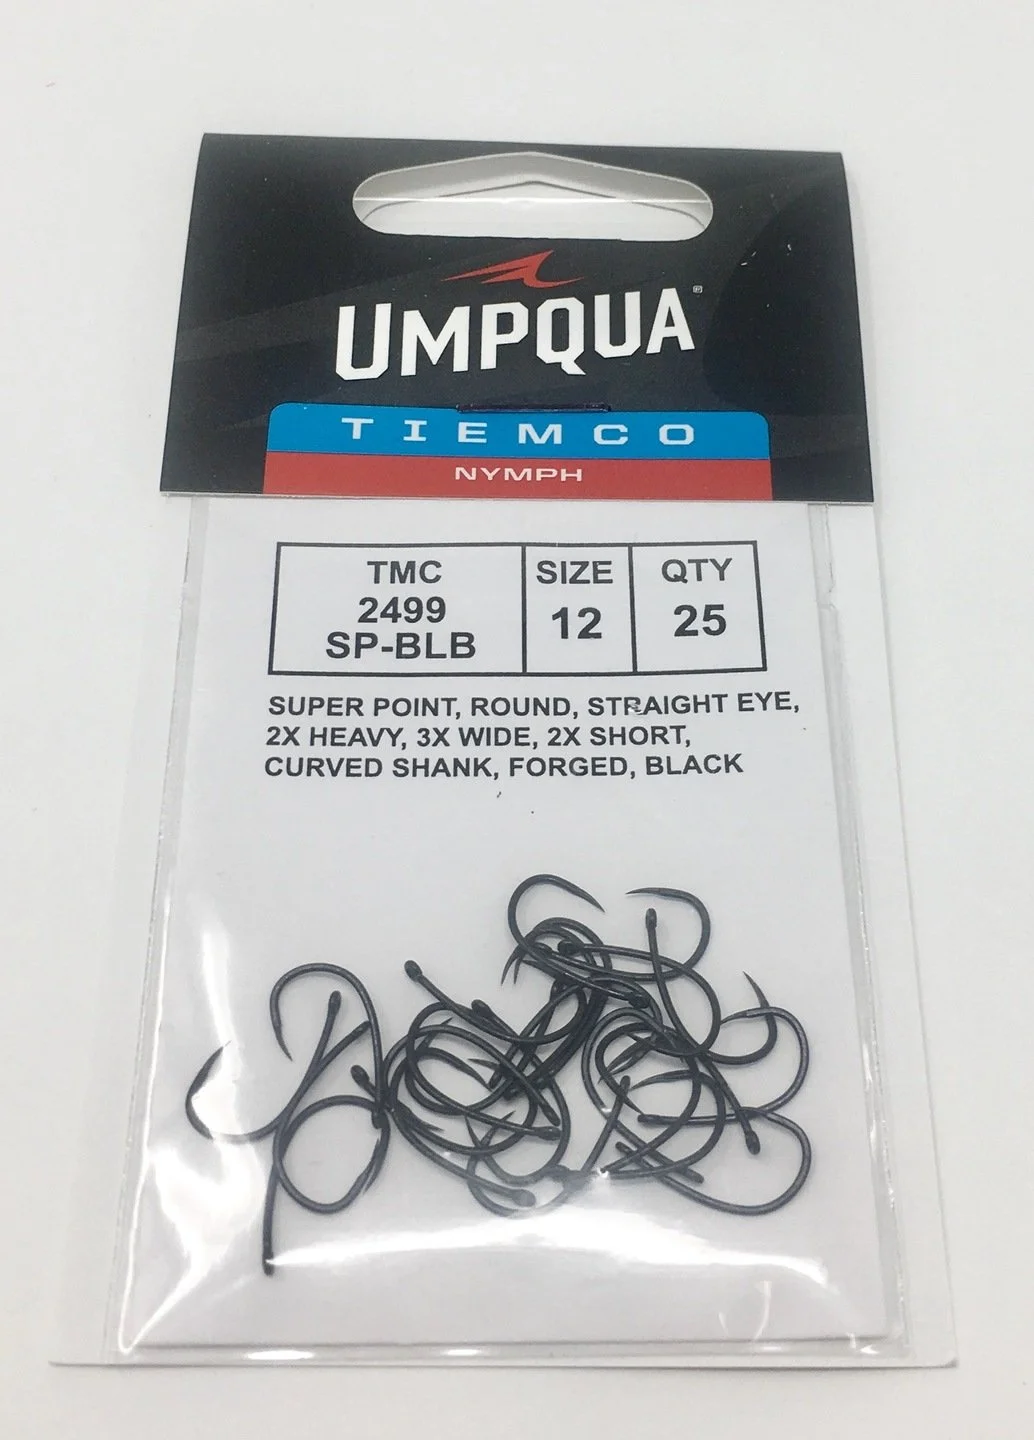 UMPQUA
TIEMCO
NYMPH
TMC
2499
SP-BLB
SIZE
12
QTY
25
SUPER POINT, ROUND, STRAIGHT EYE,
2X HEAVY, 3X WIDE, 2X SHORT,
CURVED SHANK, FORGED, BLACK